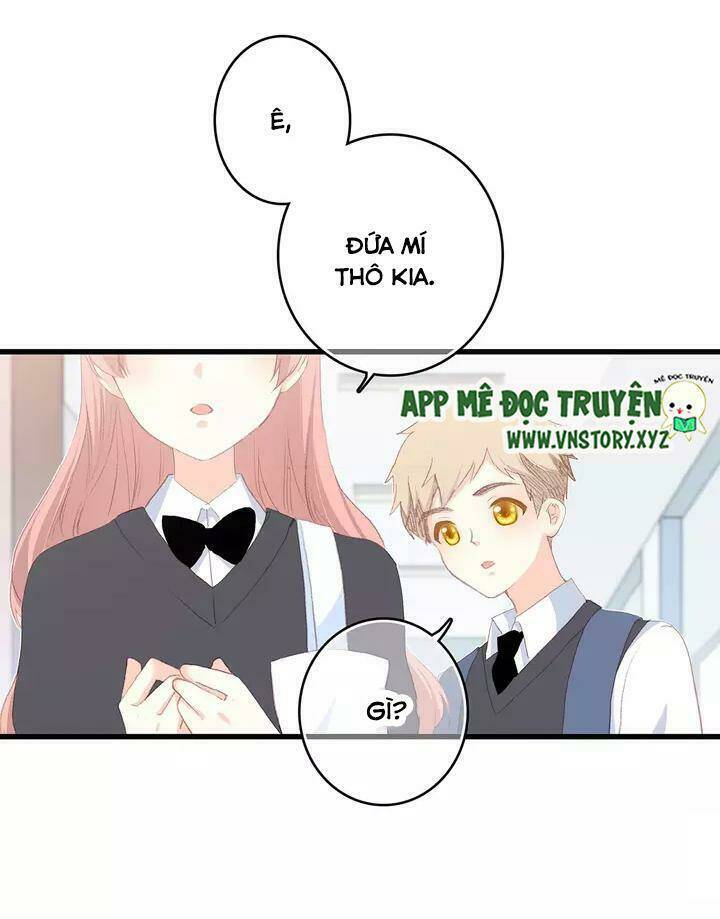 Ê,
ĐỨA MÍ
THÔ KIA.
MÊ ĐỌC TRUYỆN
APP MÊ ĐỌC TRUYỆN
WWW.VNSTORY.XYZ
GÌ?